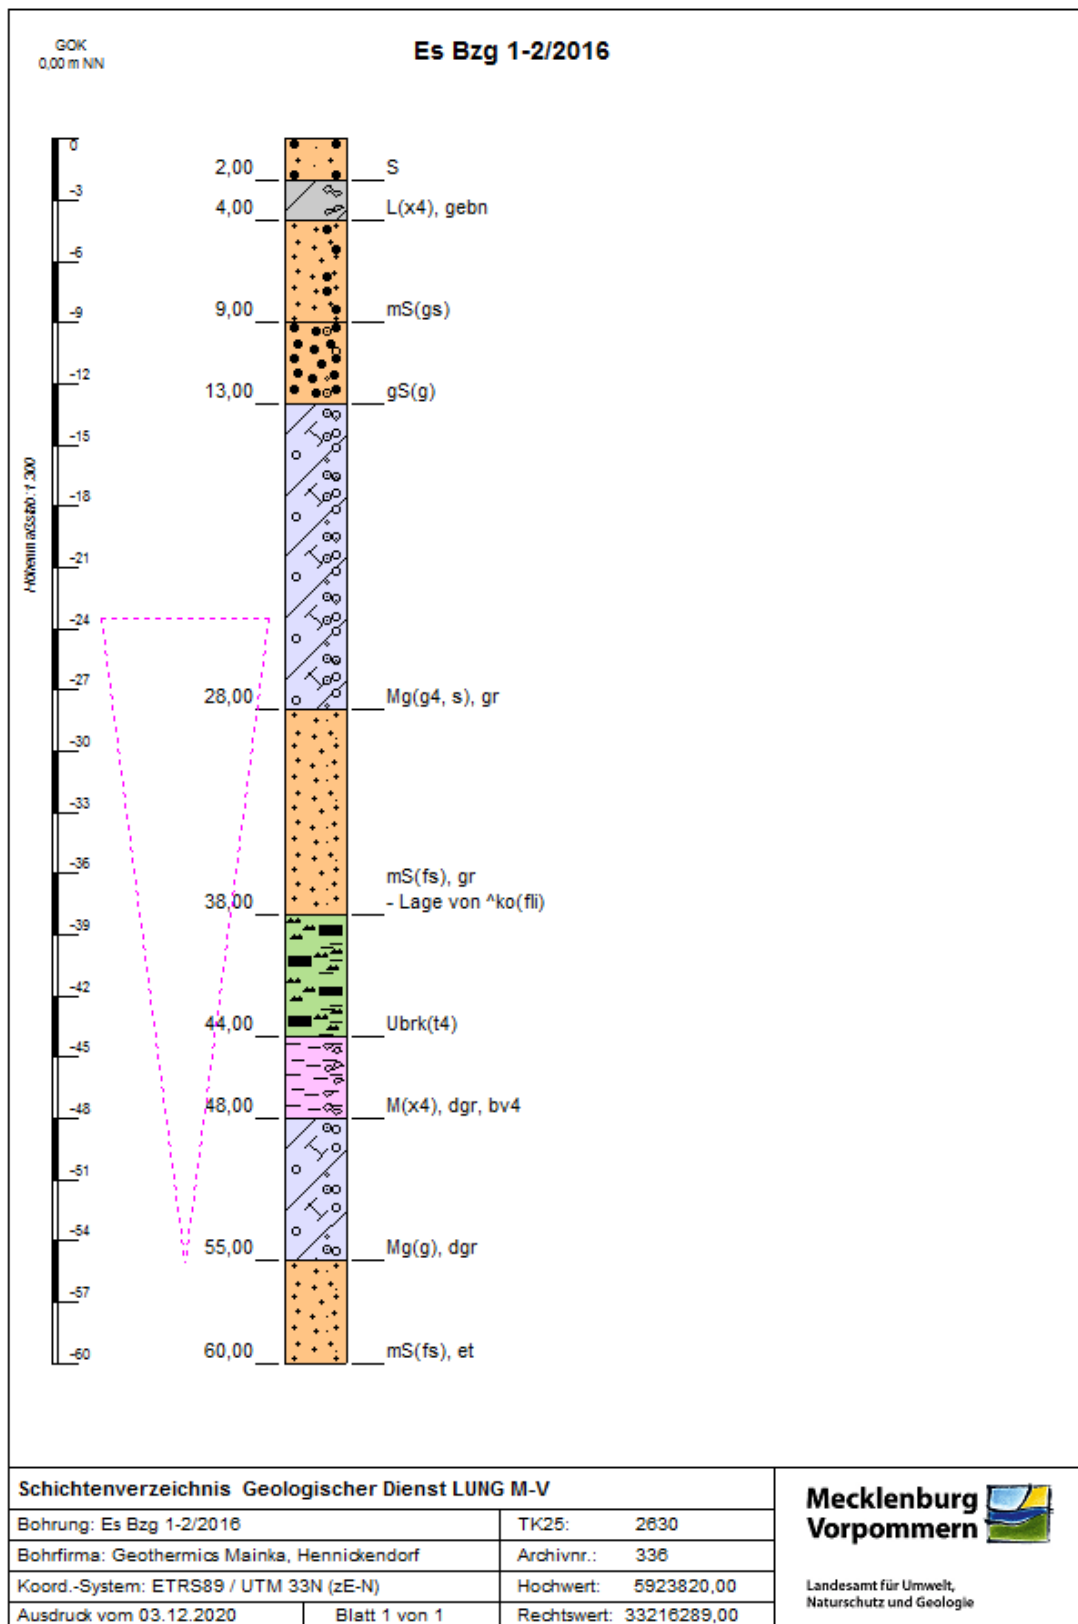 GOK
0,00 m NN
Es Bzg 1-2/2016
0
2,00
S
-3
4,00
L(x4), gebn
-6
9,00
mS(gs)
-9
-12
13,00
gS(g)
-15
Höhenmaßstab: 1:300
-18
-21
-24
-27
28,00
Mg(g4, s), gr
-30
-33
-36
mS(fs), gr
38,00
- Lage von ^ko(fli)
-39
-42
44,00
Ubrk(t4)
-45
48,00
M(x4), dgr, bv4
-48
-51
-54
55,00
Mg(g), dgr
-57
60,00
mS(fs), et
-60
Schichtenverzeichnis Geologischer Dienst LUNG M-V
Bohrung: Es Bzg 1-2/2016
TK25: 2630
Bohrfirma: Geothermics Mainka, Hennickendorf
Archivnr.: 336
Koord.-System: ETRS89 / UTM 33N (zE-N)
Hochwert: 5923820,00
Ausdruck vom 03.12.2020
Blatt 1 von 1
Rechtswert: 33216289,00
Mecklenburg
Vorpommern
Landesamt für Umwelt,
Naturschutz und Geologie